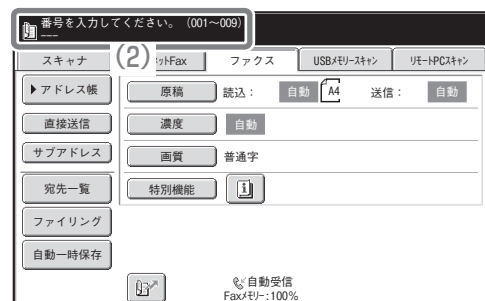 番号を入力してください。（001～009）
---
スキャナ
(2)
ットFax
ファクス
USBﾒﾓﾘｰｽｷｬﾝ
ﾘﾓｰﾄPCｽｷｬﾝ
アドレス帳
原稿
読込：
自動
A4
送信：
自動
直接送信
濃度
自動
サブアドレス
画質
普通字
宛先一覧
特別機能
ファイリング
自動一時保存
自動受信
Faxﾒﾓﾘｰ:100%